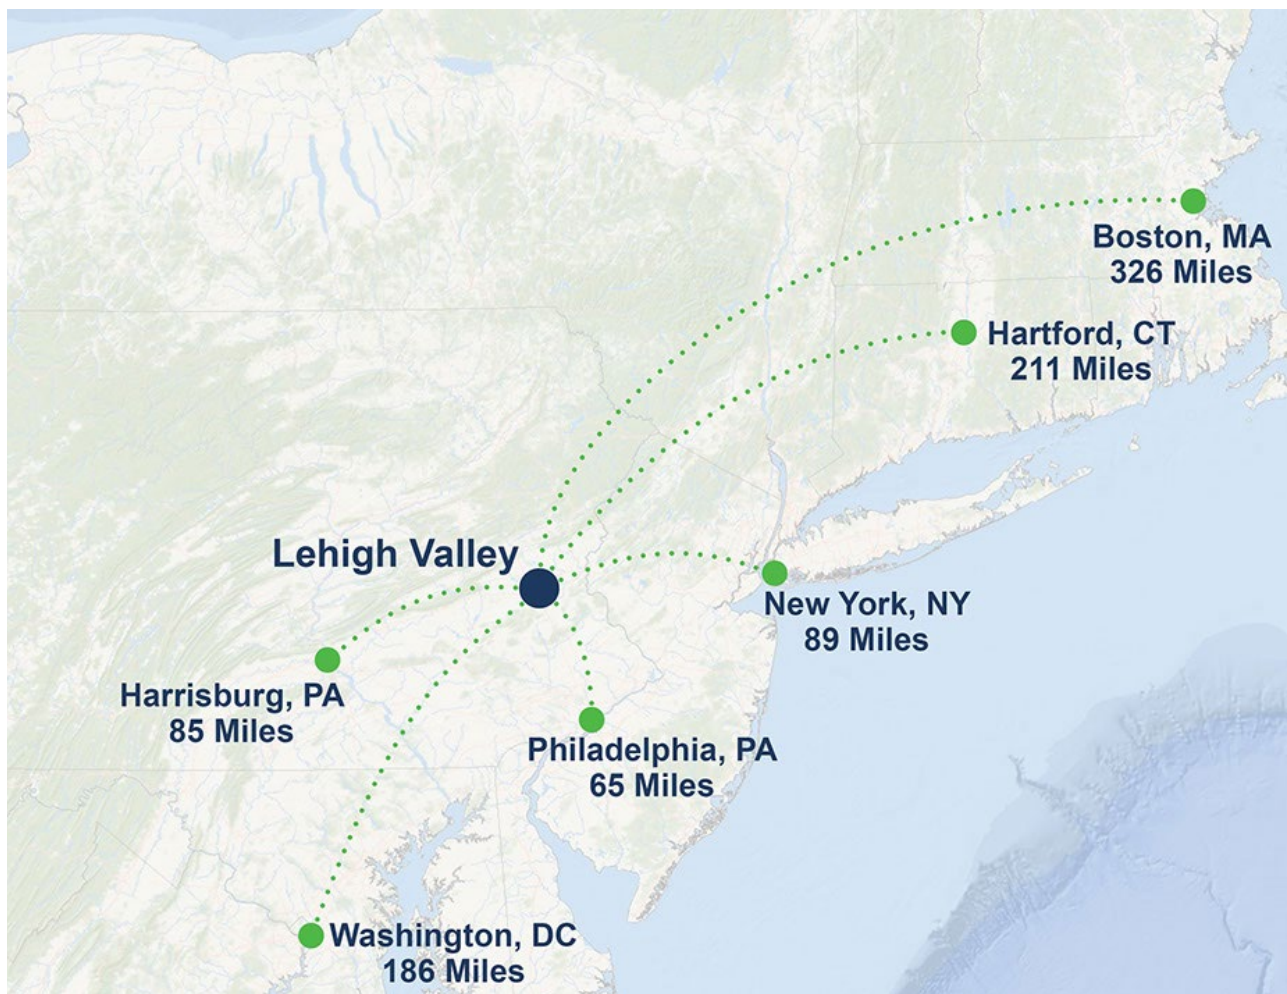 Boston, MA
326 Miles
Hartford, CT
211 Miles
Lehigh Valley
New York, NY
89 Miles
Harrisburg, PA
85 Miles
Philadelphia, PA
65 Miles
Washington, DC
186 Miles